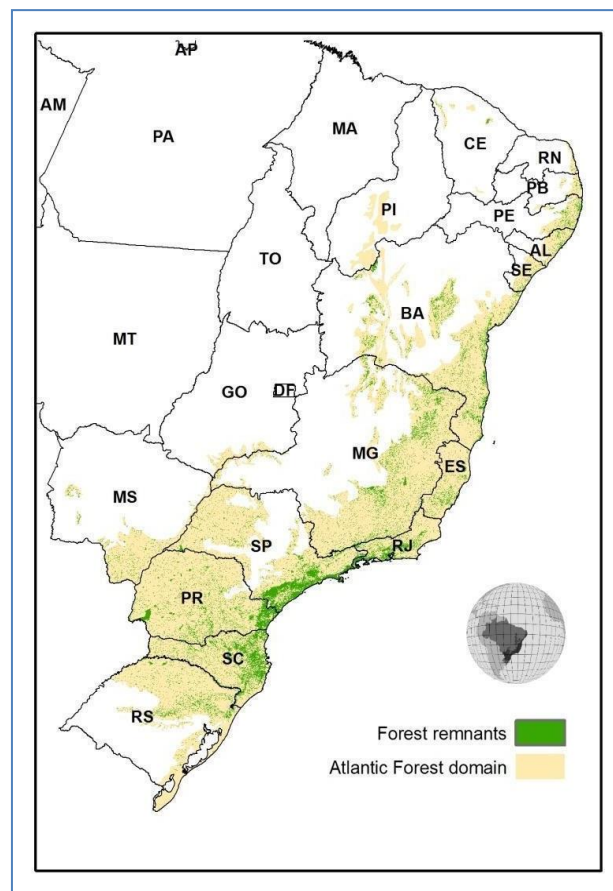 AP
AM
PA
MA
CE
RN
PB
PI
PE
AL
SE
TO
BA
MT
GO
DF
MG
ES
MS
SP
RJ
PR
SC
RS
Forest remnants
Atlantic Forest domain